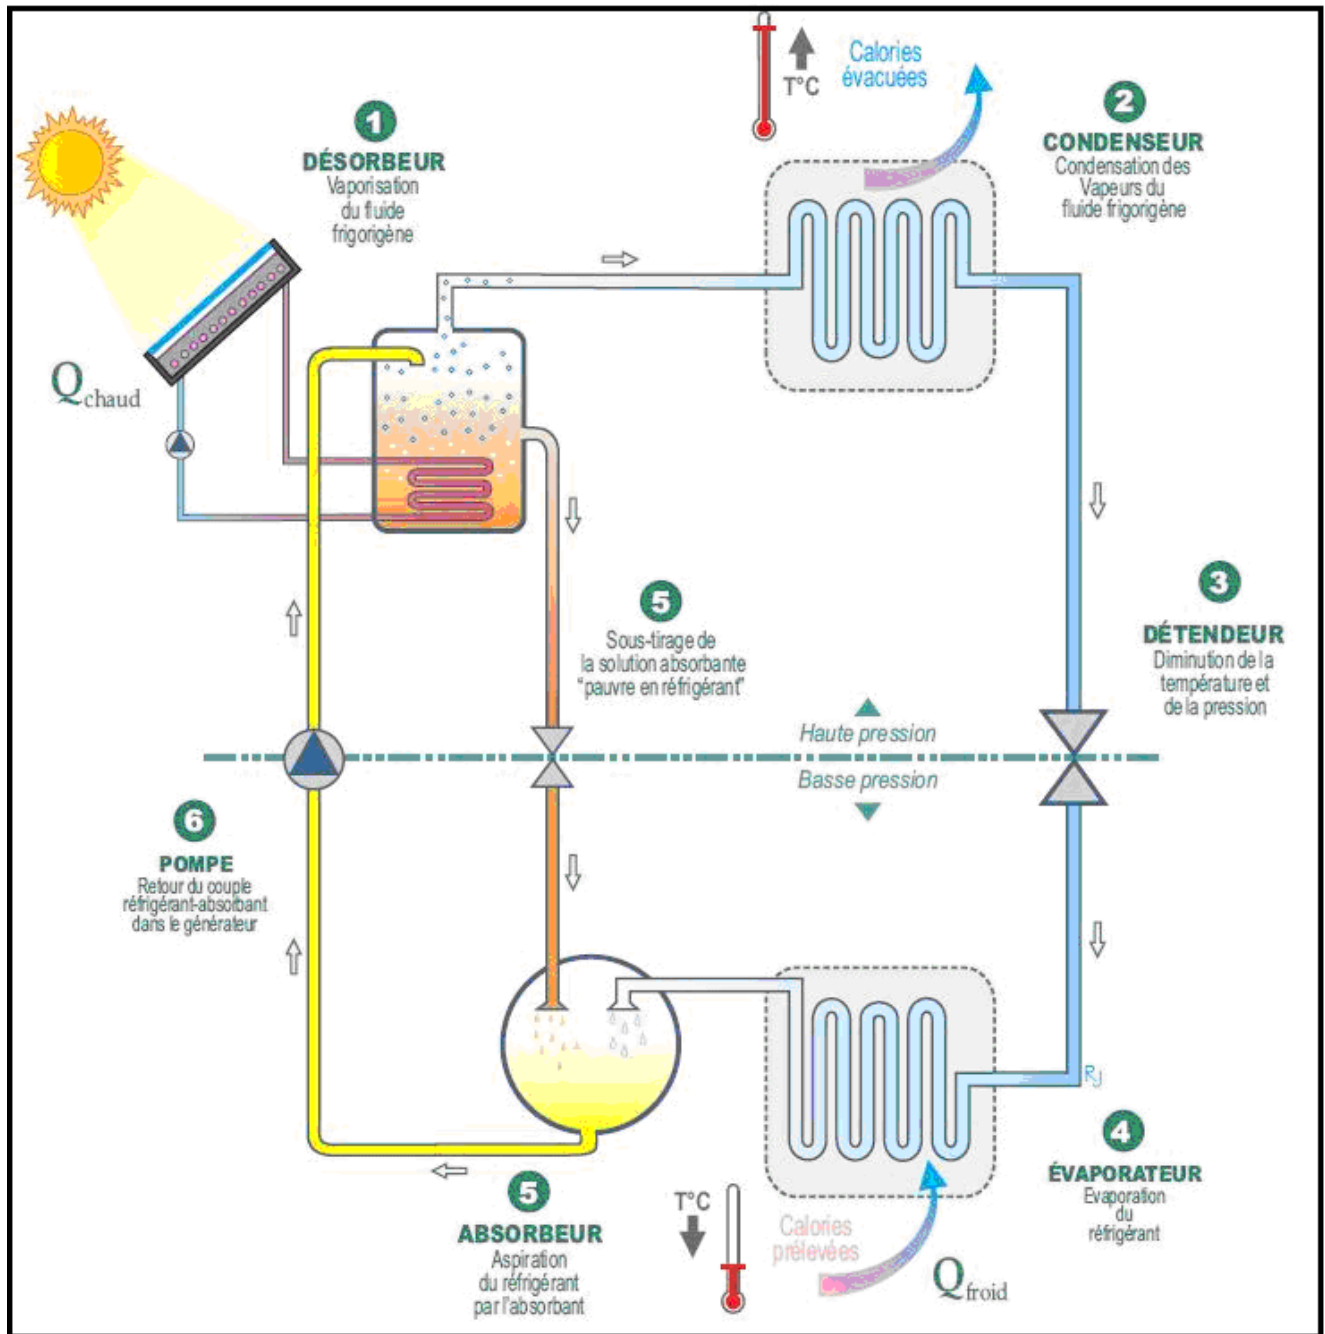 T°C
Calories
évacuées
1
DÉSORBEUR
Vaporisation
du fluide
frigorigène
2
CONDENSEUR
Condensation des
Vapeurs du
fluide frigorigène
Qchaud
5
Sous-tirage de
la solution absorbante
"pauvre en réfrigérant"
3
DÉTENDEUR
Diminution de la
température et
de la pression
Haute pression
Basse pression
6
POMPE
Retour du couple
réfrigérant-absorbant
dans le générateur
RJ
4
ÉVAPORATEUR
Evaporation
du
réfrigérant
5
ABSORBEUR
Aspiration
du réfrigérant
par l'absorbant
T°C
Calories
prélevées
Qfroid